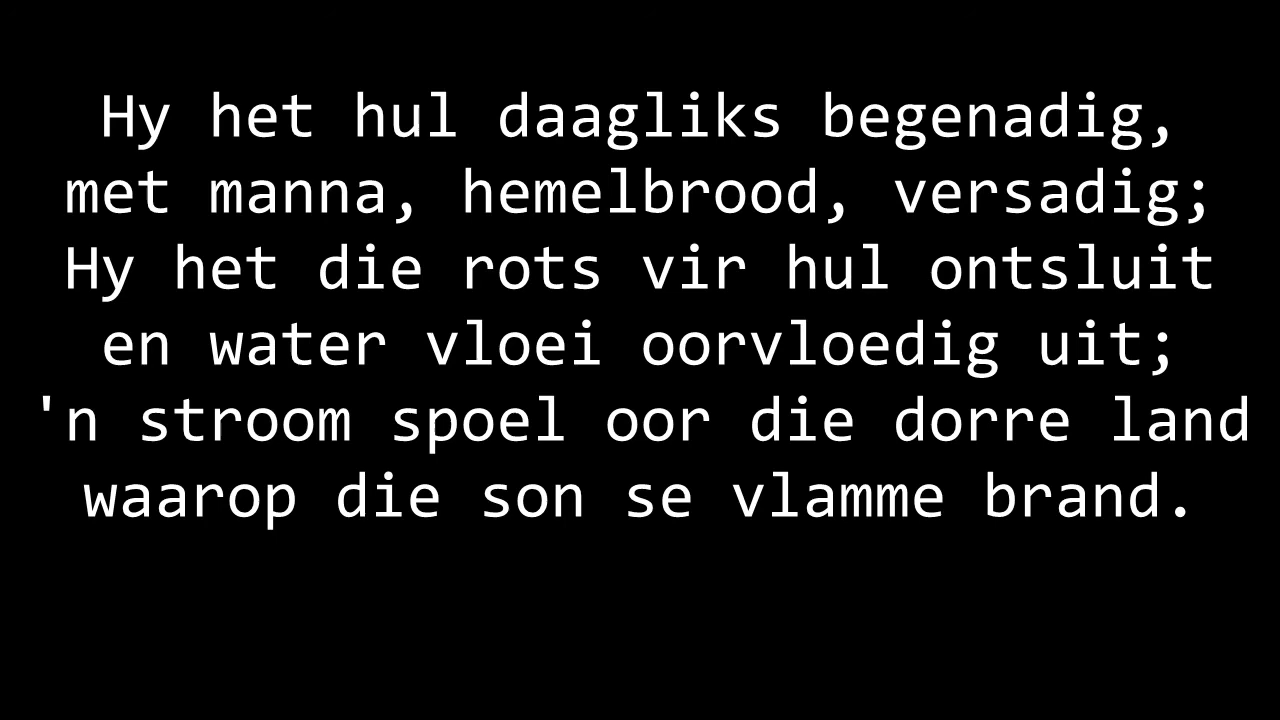 Hy het hul daagliks begenadig,
met manna, hemelbrood, versadig;
Hy het die rots vir hul ontsluit
en water vloei oorvloedig uit;
'n stroom spoel oor die dorre land
waarop die son se vlamme brand.